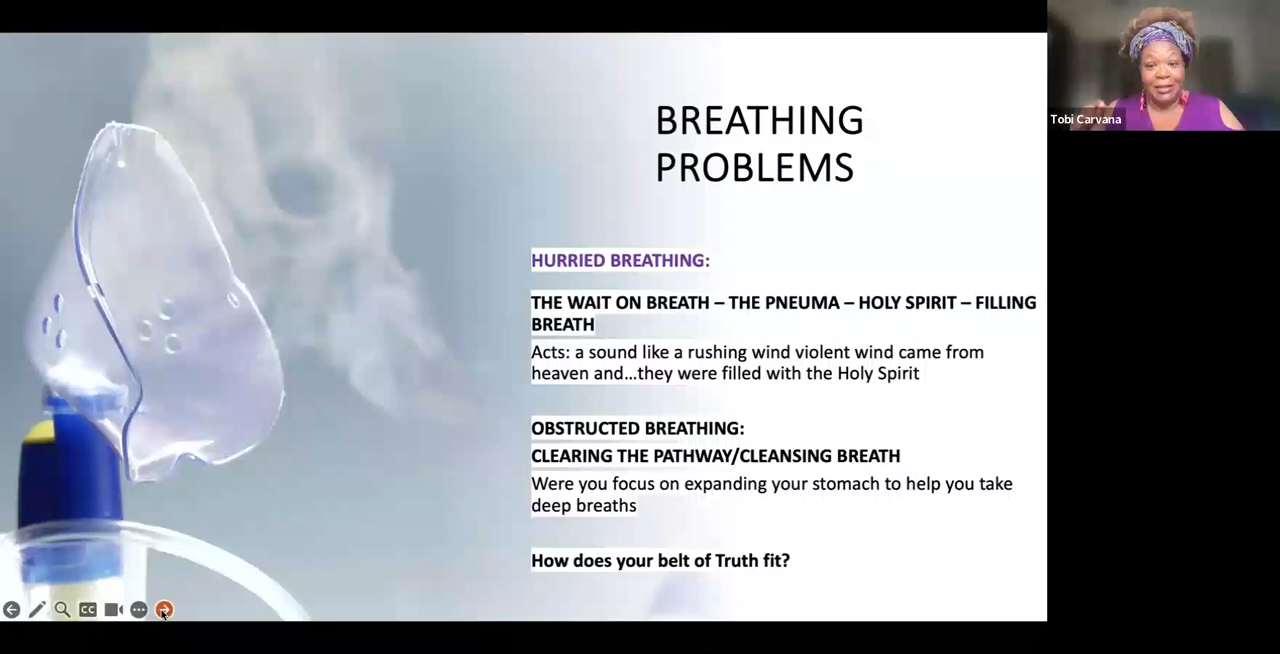 BREATHING
PROBLEMS
HURRIED BREATHING:
THE WAIT ON BREATH – THE PNEUMA – HOLY SPIRIT – FILLING
BREATH
Acts: a sound like a rushing wind violent wind came from
heaven and...they were filled with the Holy Spirit
OBSTRUCTED BREATHING:
CLEARING THE PATHWAY/CLEANSING BREATH
Were you focus on expanding your stomach to help you take
deep breaths
How does your belt of Truth fit?
CC
Tobi Carvana